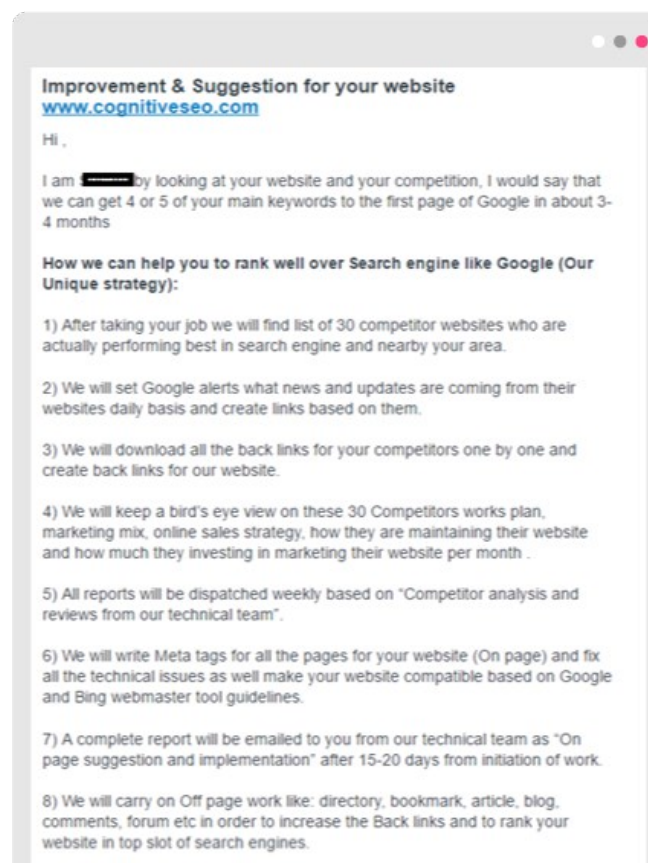 Improvement & Suggestion for your website
www.cognitiveseo.com
Hi ,
I am by looking at your website and your competition, I would say that
we can get 4 or 5 of your main keywords to the first page of Google in about 3-
4 months
How we can help you to rank well over Search engine like Google (Our
Unique strategy):
1) After taking your job we will find list of 30 competitor websites who are
actually performing best in search engine and nearby your area.
2) We will set Google alerts what news and updates are coming from their
websites daily basis and create links based on them.
3) We will download all the back links for your competitors one by one and
create back links for our website.
4) We will keep a bird's eye view on these 30 Competitors works plan,
marketing mix, online sales strategy, how they are maintaining their website
and how much they investing in marketing their website per month .
5) All reports will be dispatched weekly based on “Competitor analysis and
reviews from our technical team”.
6) We will write Meta tags for all the pages for your website (On page) and fix
all the technical issues as well make your website compatible based on Google
and Bing webmaster tool guidelines.
7) A complete report will be emailed to you from our technical team as “On
page suggestion and implementation” after 15-20 days from initiation of work.
8) We will carry on Off page work like: directory, bookmark, article, blog,
comments, forum etc in order to increase the Back links and to rank your
website in top slot of search engines.